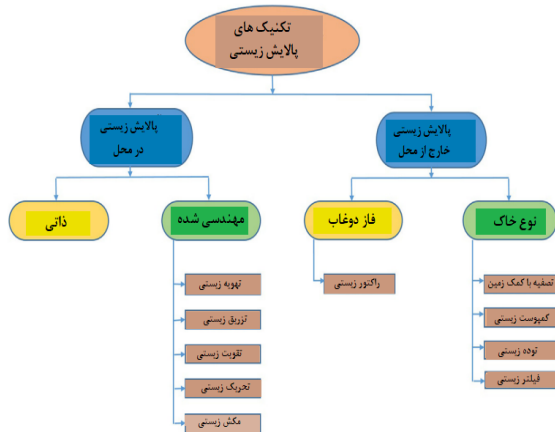 تکنیک های
پالایش زیستی
پالایش زیستی
خارج از محل
پالایش زیستی
در محل
نوع خاک
فاز دوغاب
مهندسی شده
ذاتی
تصفیه با کمک زمین
کمپوست زیستی
توده زیستی
فیلتر زیستی
راکتور زیستی
تهویه زیستی
تزریق زیستی
تقویت زیستی
تحریک زیستی
مکش زیستی